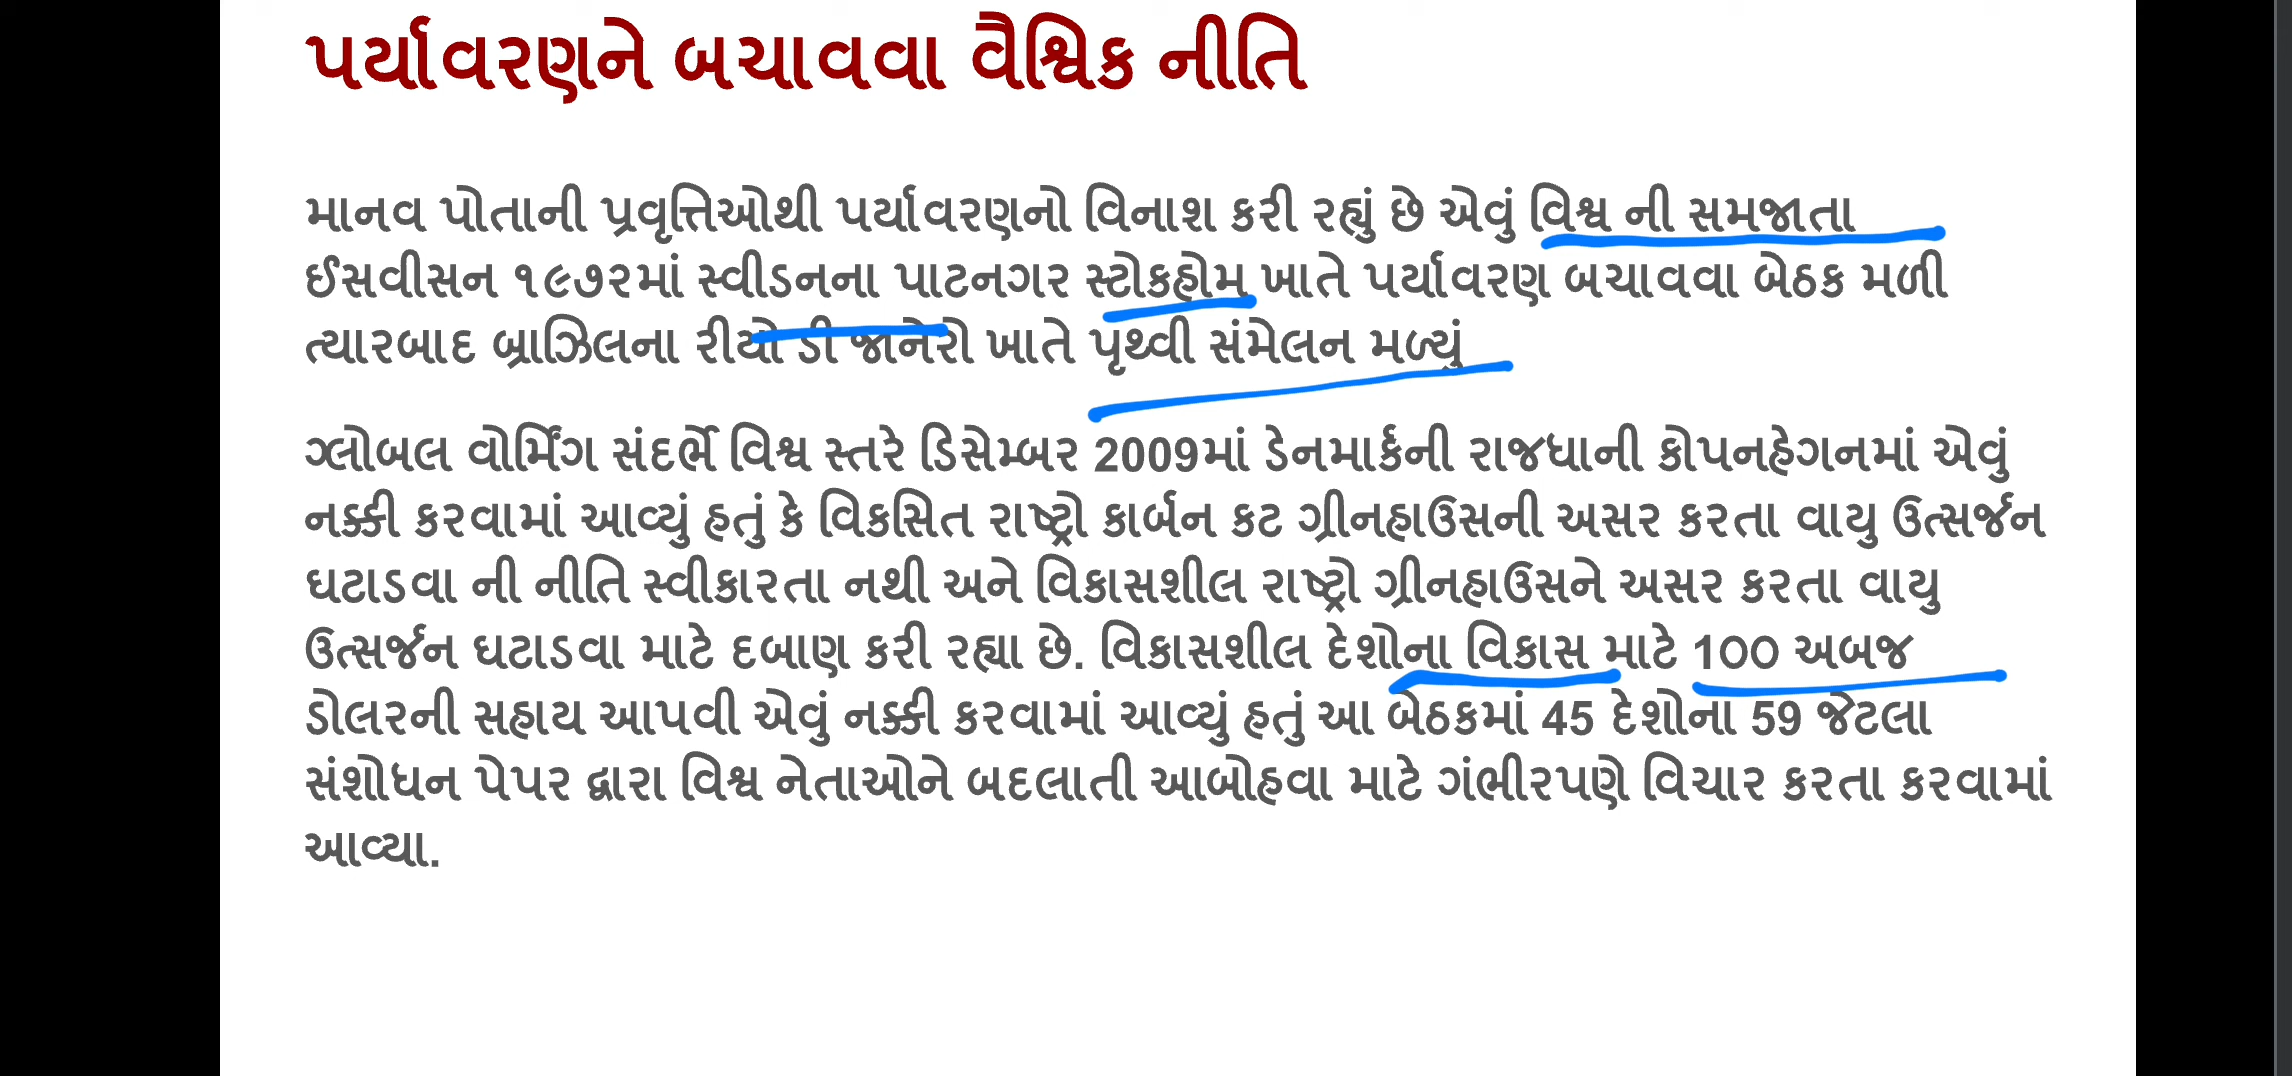 પર્યાવરણને બચાવવા વૈશ્વિક નીતિ
માનવ પોતાની પ્રવૃત્તિઓથી પર્યાવરણનો વિનાશ કરી રહ્યું છે એવું વિશ્વ ની સમજાતા
ઈસવીસન ૧૯૭૨માં સ્વીડનના પાટનગર સ્ટોકહોમ ખાતે પર્યાવરણ બચાવવા બેઠક મળી
ત્યારબાદ બ્રાઝિલના રીયો ડી જાનેરો ખાતે પૃથ્વી સંમેલન મળ્યું
ગ્લોબલ વોર્મિંગ સંદર્ભે વિશ્વ સ્તરે ડિસેમ્બર 2009માં ડેનમાર્કની રાજધાની કોપનહેગનમાં એવું
નક્કી કરવામાં આવ્યું હતું કે વિકસિત રાષ્ટ્રો કાર્બન કટ ગ્રીનહાઉસની અસર કરતા વાયુ ઉત્સર્જન
ઘટાડવા ની નીતિ સ્વીકારતા નથી અને વિકાસશીલ રાષ્ટ્રો ગ્રીનહાઉસને અસર કરતા વાયુ
ઉત્સર્જન ઘટાડવા માટે દબાણ કરી રહ્યા છે. વિકાસશીલ દેશોના વિકાસ માટે 100 અબજ
ડોલરની સહાય આપવી એવું નક્કી કરવામાં આવ્યું હતું આ બેઠકમાં 45 દેશોના 59 જેટલા
સંશોધન પેપર દ્વારા વિશ્વ નેતાઓને બદલાતી આબોહવા માટે ગંભીરપણે વિચાર કરતા કરવામાં
આવ્યા.